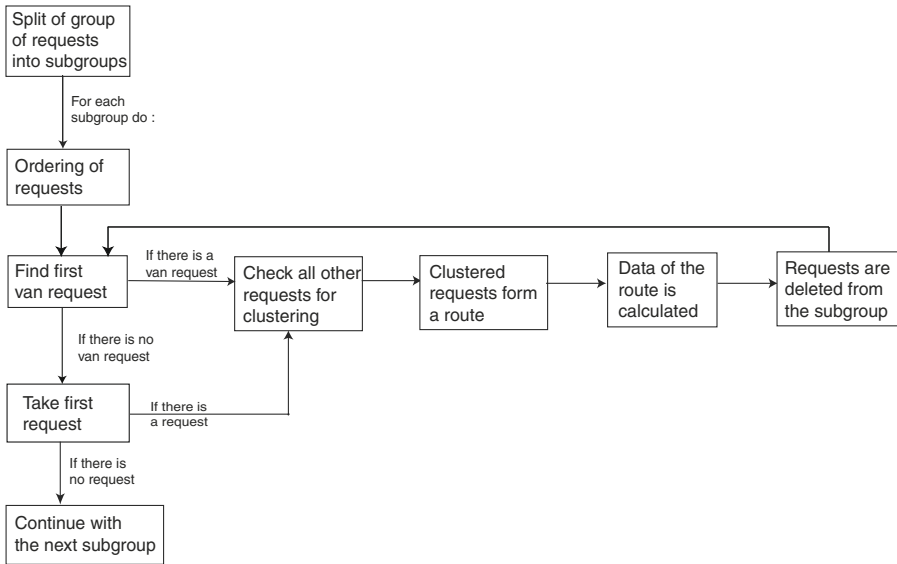 Split of group
of requests
into subgroups
For each
subgroup do :
Ordering of
requests
Find first
van request
If there is a
van request
Check all other
requests for
clustering
Clustered
requests form
a route
Data of the
route is
calculated
Requests are
deleted from
the subgroup
If there is no
van request
Take first
request
If there is
a request
If there is
no request
Continue with
the next subgroup